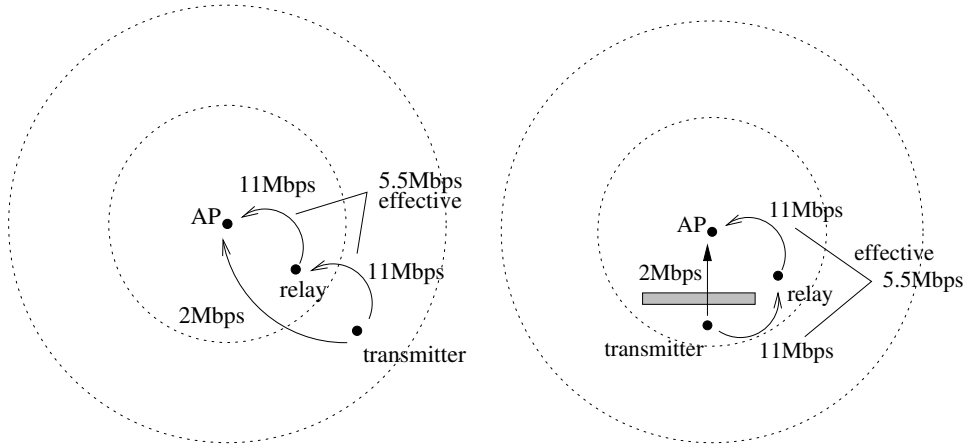 11Mbps
5.5Mbps
effective
AP
11Mbps
relay
2Mbps
transmitter
11Mbps
AP
effective
2Mbps
5.5Mbps
relay
transmitter
11Mbps